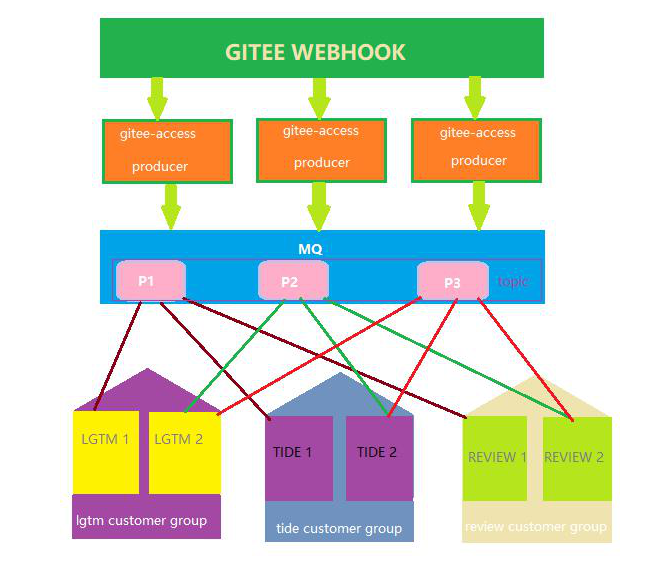 GITEE WEBHOOK
gitee-access
producer
gitee-access
producer
gitee-access
producer
MQ
P1
P2
P3
topic
LGTM 1
LGTM 2
TIDE 1
TIDE 2
REVIEW 1
REVIEW 2
lgtm customer group
tide customer group
review customer group